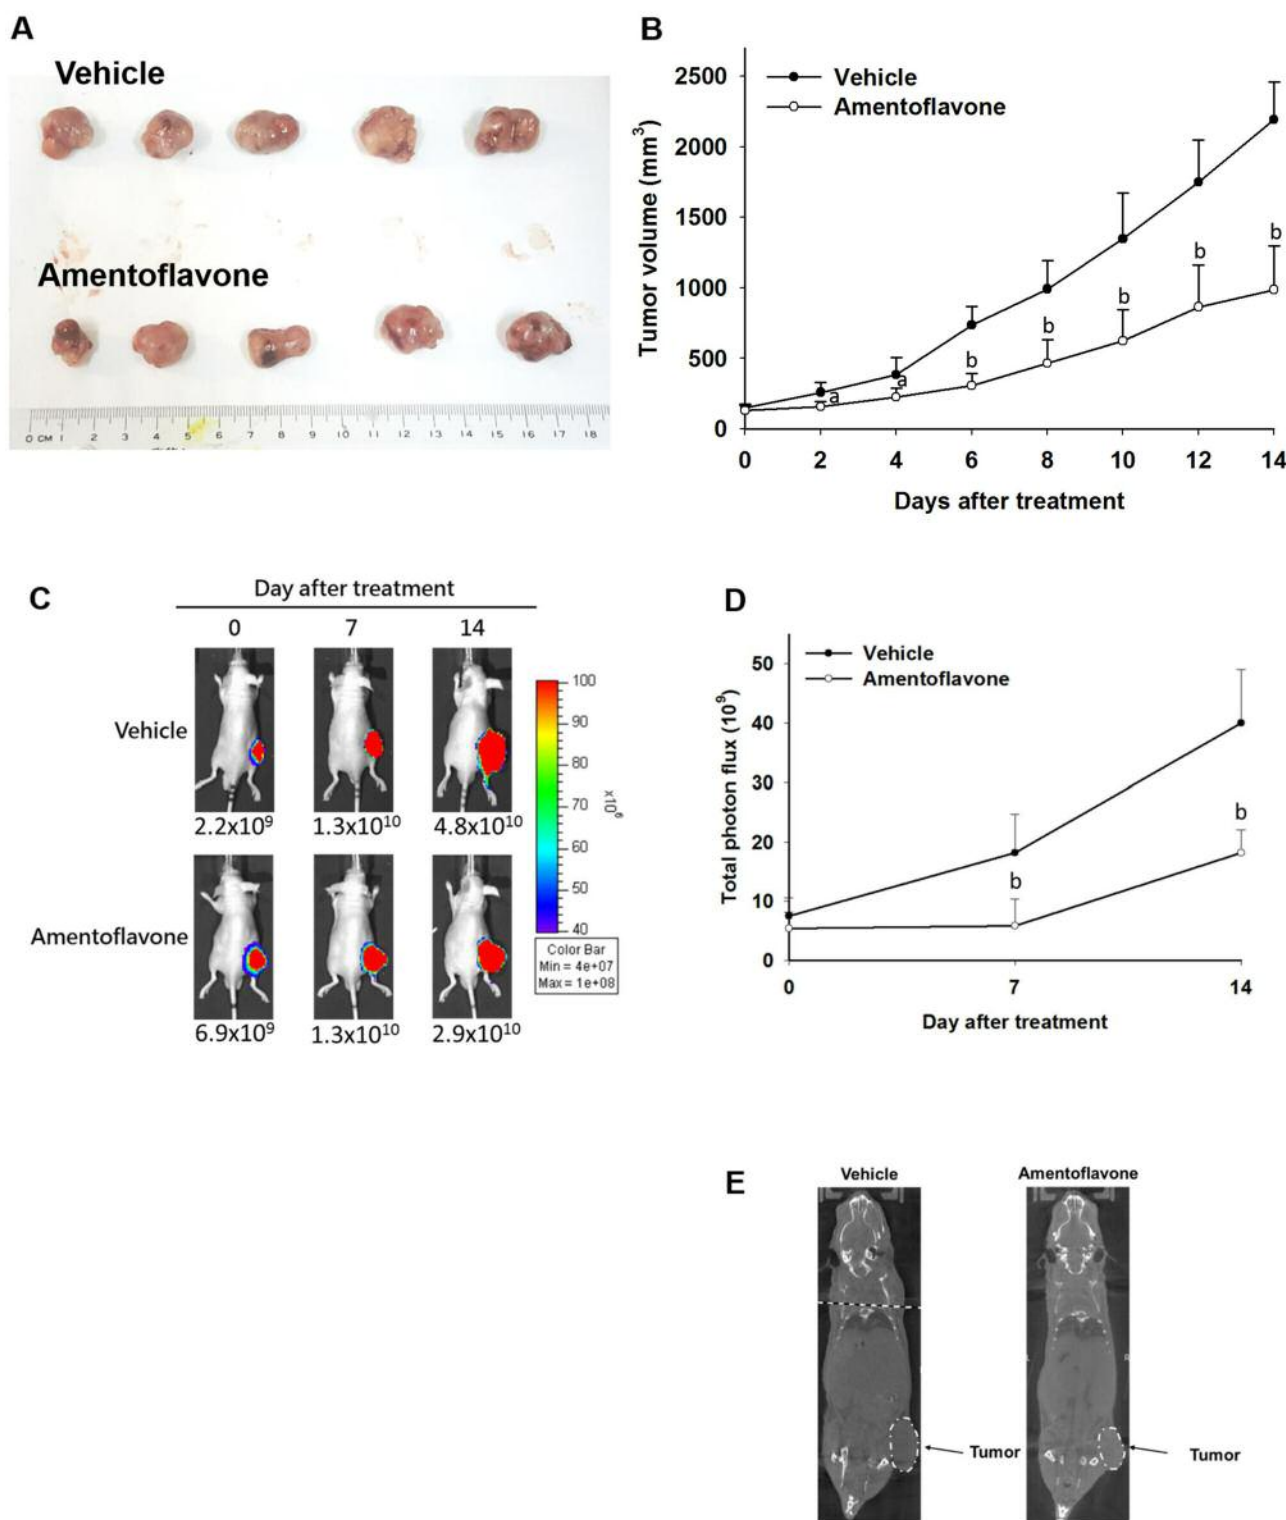 A
Vehicle
Amentoflavone
0 CM 1 2 3 4 5 6 7 8 9 10 11 12 13 14 15 16 17 18
B
Vehicle
Amentoflavone
Tumor volume (mm³)
2500
2000
1500
1000
500
0
a
a
b
b
b
b
b
0 2 4 6 8 10 12 14
Days after treatment
C
Day after treatment
0 7 14
Vehicle
2.2x10⁹ 1.3x10¹⁰ 4.8x10¹⁰
Amentoflavone
6.9x10⁹ 1.3x10¹⁰ 2.9x10¹⁰
100
90
80
70
60
50
40
x10⁶
Color Bar
Min = 4e+07
Max = 1e+08
D
Vehicle
Amentoflavone
Total photon flux (10⁹)
50
40
30
20
10
0
b
b
0 7 14
Day after treatment
E
Vehicle Amentoflavone
R
Tumor Tumor